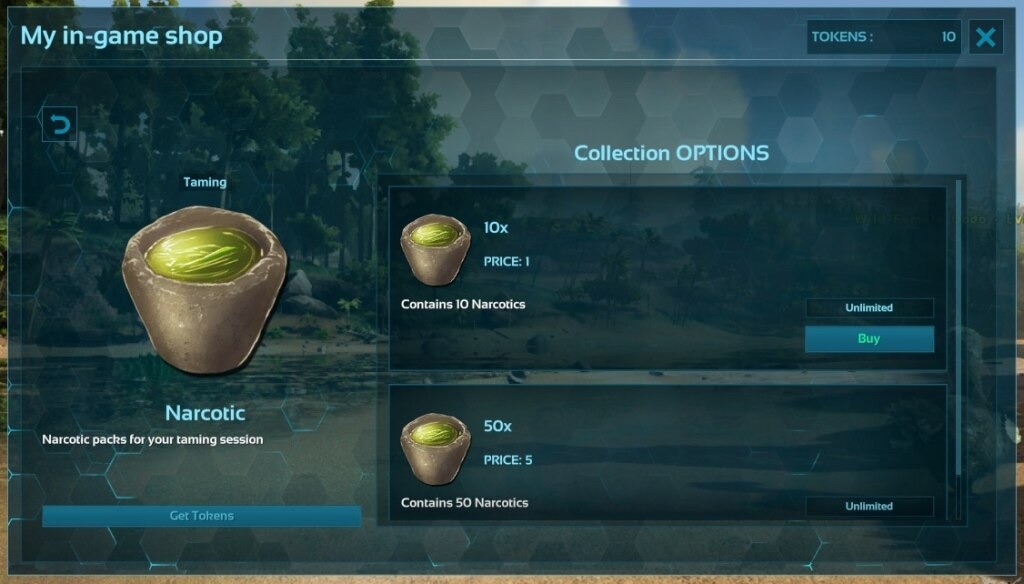 My in-game shop
TOKENS : 10
Collection OPTIONS
Taming
Narcotic
Narcotic packs for your taming session
Get Tokens
10x
PRICE: 1
Contains 10 Narcotics
Unlimited
Buy
50x
PRICE: 5
Contains 50 Narcotics
Unlimited